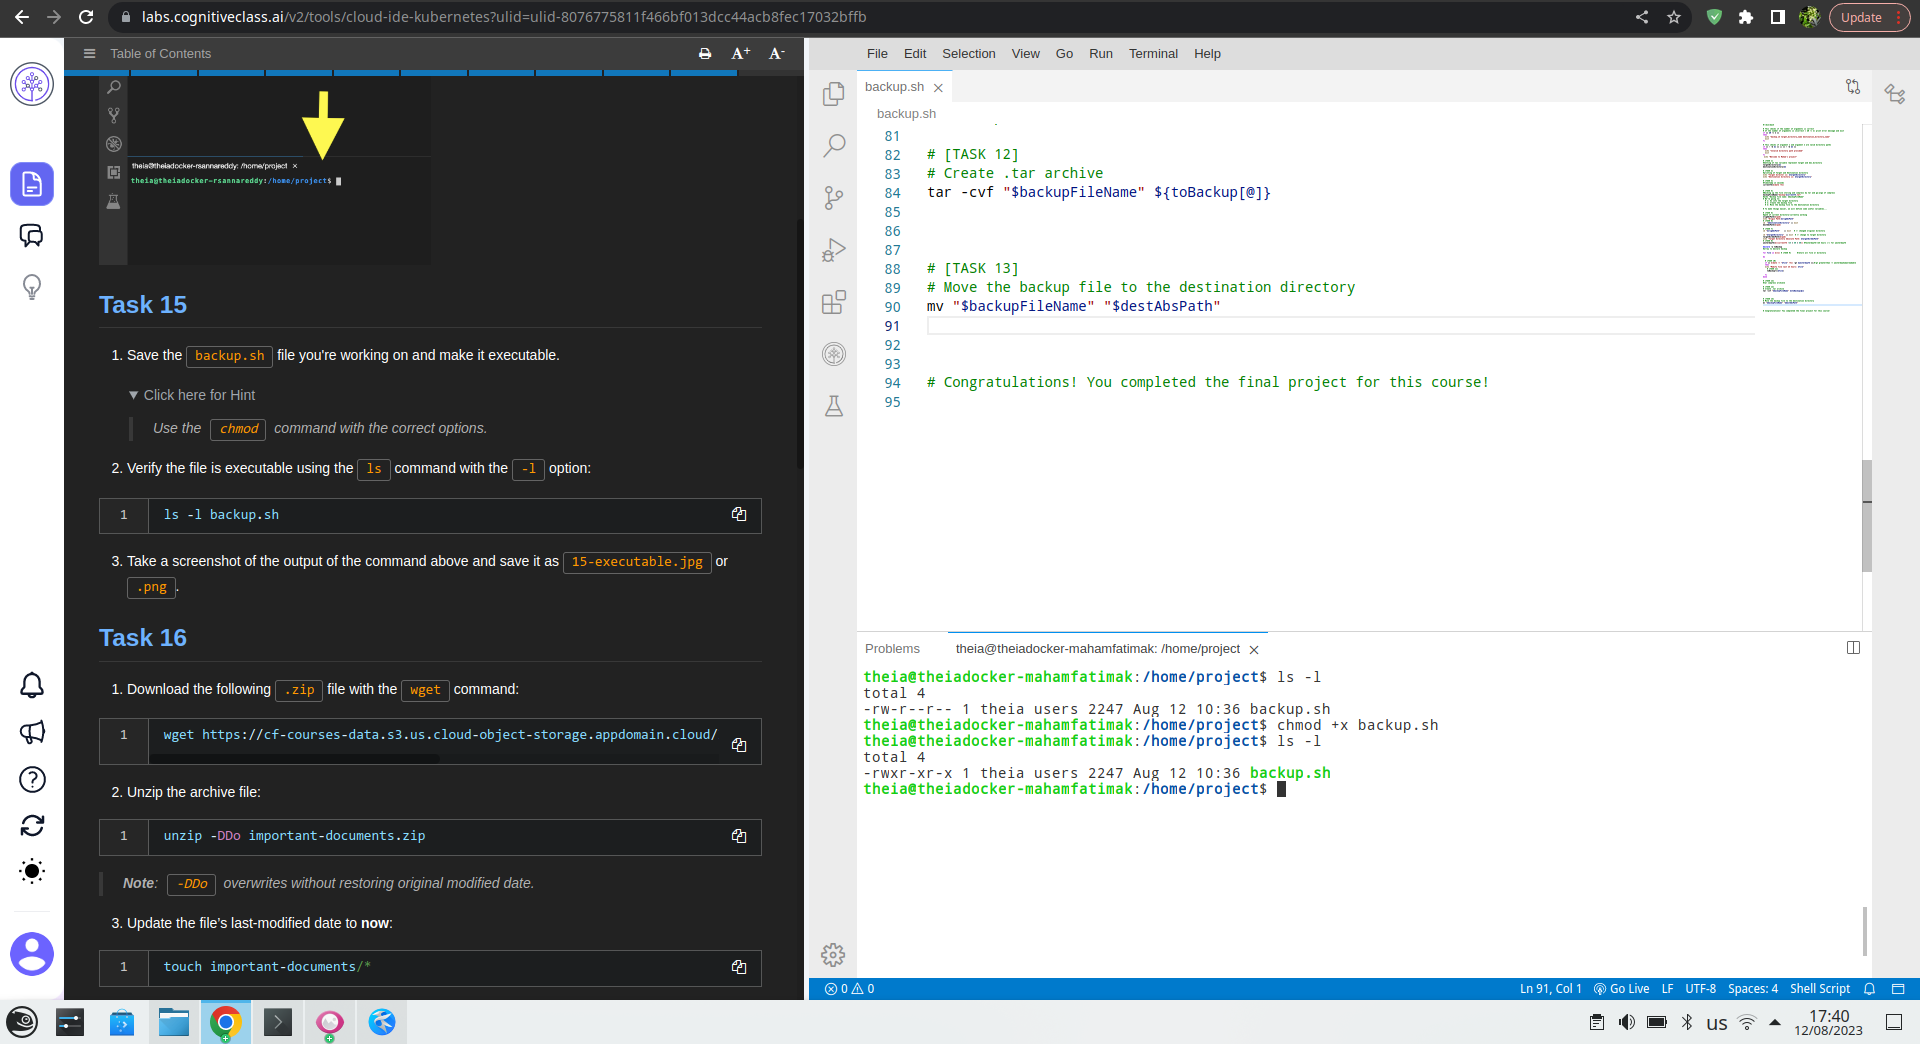 labs.cognitiveclass.ai/v2/tools/cloud-ide-kubernetes?ulid=ulid-8076775811f466bf013dcc44acb8fec17032bffb
Update
Table of Contents
A+
A-
theia@theiadocker-rsannareddy: /home/project ×
theia@theiadocker-rsannareddy:/home/project$
Task 15
1. Save the backup.sh file you're working on and make it executable.
▼ Click here for Hint
Use the chmod command with the correct options.
2. Verify the file is executable using the ls command with the -l option:
1 ls -l backup.sh
3. Take a screenshot of the output of the command above and save it as 15-executable.jpg or
.png.
Task 16
1. Download the following .zip file with the wget command:
1 wget https://cf-courses-data.s3.us.cloud-object-storage.appdomain.cloud/
2. Unzip the archive file:
1 unzip -DDo important-documents.zip
Note: -DDo overwrites without restoring original modified date.
3. Update the file's last-modified date to now:
1 touch important-documents/*
File Edit Selection View Go Run Terminal Help
backup.sh ×
backup.sh
81
82 # [TASK 12]
83 # Create .tar archive
84 tar -cvf "$backupFileName" ${toBackup[@]}
85
86
87
88 # [TASK 13]
89 # Move the backup file to the destination directory
90 mv "$backupFileName" "$destAbsPath"
91
92
93
94 # Congratulations! You completed the final project for this course!
95
Problems theia@theiadocker-mahamfatimak: /home/project ×
theia@theiadocker-mahamfatimak:/home/project$ ls -l
total 4
-rw-r--r-- 1 theia users 2247 Aug 12 10:36 backup.sh
theia@theiadocker-mahamfatimak:/home/project$ chmod +x backup.sh
theia@theiadocker-mahamfatimak:/home/project$ ls -l
total 4
-rwxr-xr-x 1 theia users 2247 Aug 12 10:36 backup.sh
theia@theiadocker-mahamfatimak:/home/project$
0 0
Ln 91, Col 1 Go Live LF UTF-8 Spaces: 4 Shell Script
us
17:40
12/08/2023